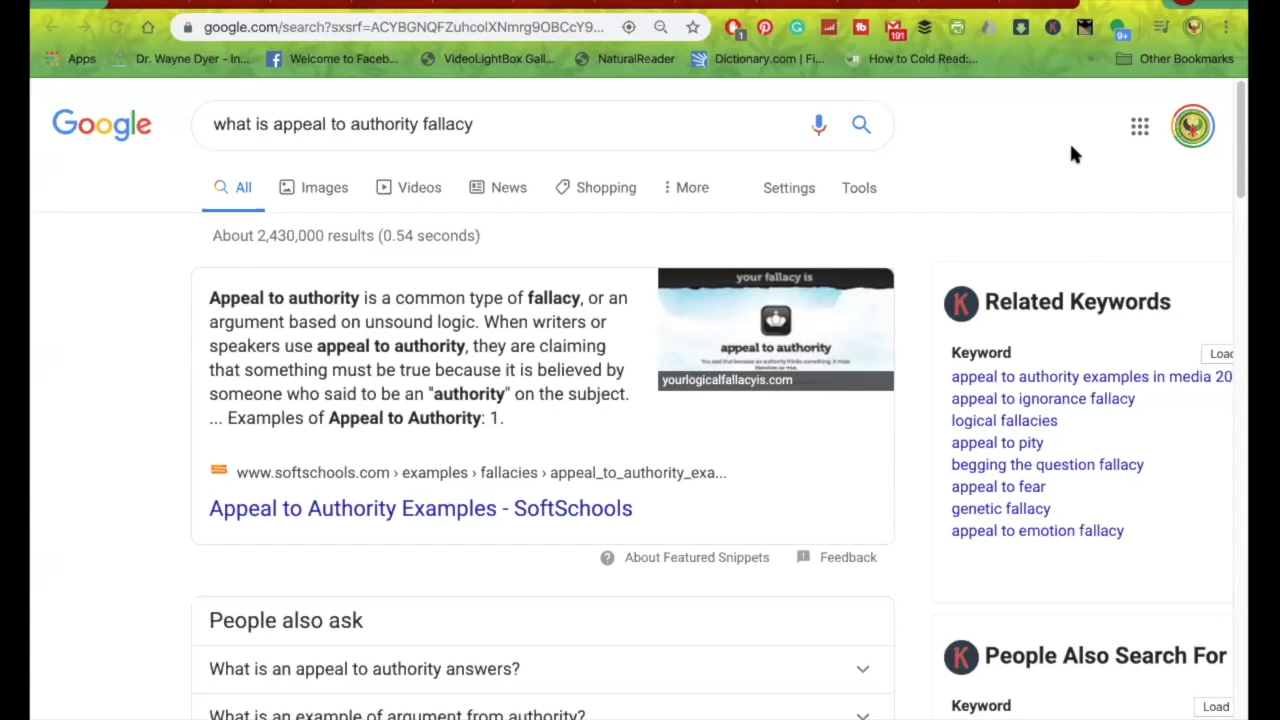 google.com/search?sxsrf=ACYBGNQFZuhcolXNmrg9OBCcY9...
1
191
9+
Apps
Dr. Wayne Dyer - In...
Welcome to Faceb...
VideoLightBox Gall...
NaturalReader
Dictionary.com | Fi...
How to Cold Read:...
Other Bookmarks
Google
what is appeal to authority fallacy
All
Images
Videos
News
Shopping
More
Settings
Tools
About 2,430,000 results (0.54 seconds)
Appeal to authority is a common type of fallacy, or an
argument based on unsound logic. When writers or
speakers use appeal to authority, they are claiming
that something must be true because it is believed by
someone who said to be an "authority" on the subject.
... Examples of Appeal to Authority: 1.
your fallacy is
appeal to authority
yourlogicalfallacyis.com
www.softschools.com › examples › fallacies › appeal_to_authority_exa...
Appeal to Authority Examples - SoftSchools
About Featured Snippets
Feedback
People also ask
What is an appeal to authority answers?
What is an example of argument from authority?
K Related Keywords
Keyword
Load
appeal to authority examples in media 20
appeal to ignorance fallacy
logical fallacies
appeal to pity
begging the question fallacy
appeal to fear
genetic fallacy
appeal to emotion fallacy
K People Also Search For
Keyword
Load